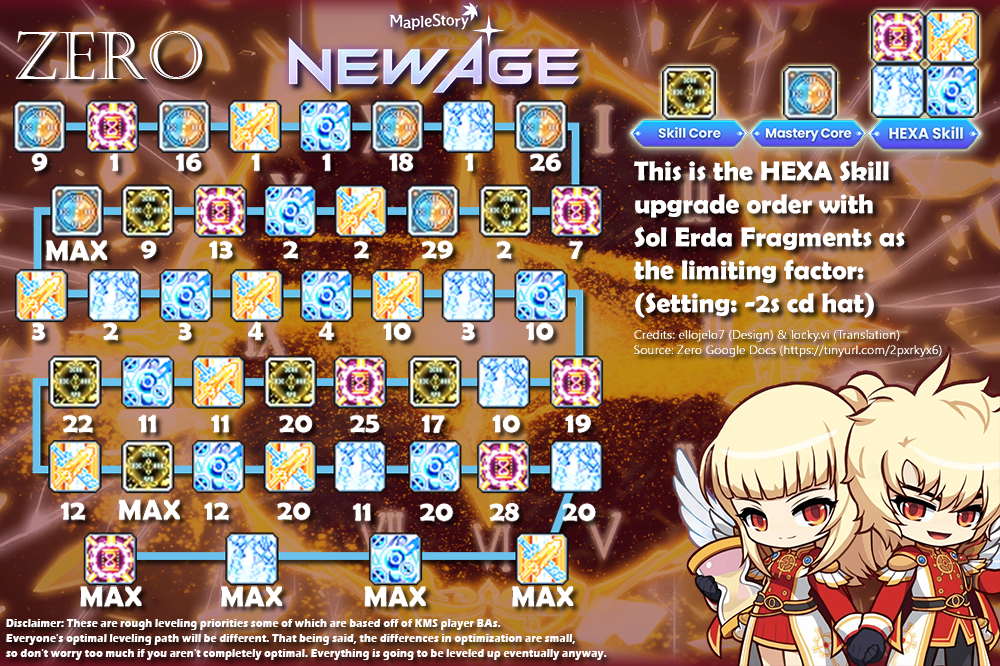 ZERO
MapleStory
NEW AGE
9 1 16 1 1 18 1 26
MAX 9 13 2 2 29 2 7
3 2 3 4 4 10 3 10
22 11 11 20 25 17 10 19
12 MAX 12 20 11 20 28 20
MAX MAX MAX MAX
Skill Core
Mastery Core
HEXA Skill
This is the HEXA Skill
upgrade order with
Sol Erda Fragments as
the limiting factor:
(Setting: -2s cd hat)
Credits: ellojelo7 (Design) & locky.vi (Translation)
Source: Zero Google Docs (https://tinyurl.com/2pxrkyx6)
Disclaimer: These are rough leveling priorities some of which are based off of KMS player BAs.
Everyone's optimal leveling path will be different. That being said, the differences in optimization are small,
so don't worry too much if you aren't completely optimal. Everything is going to be leveled up eventually anyway.